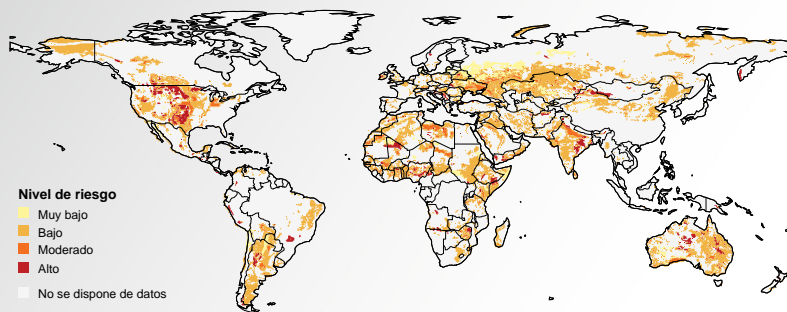 Nivel de riesgo
Muy bajo
Bajo
Moderado
Alto
No se dispone de datos